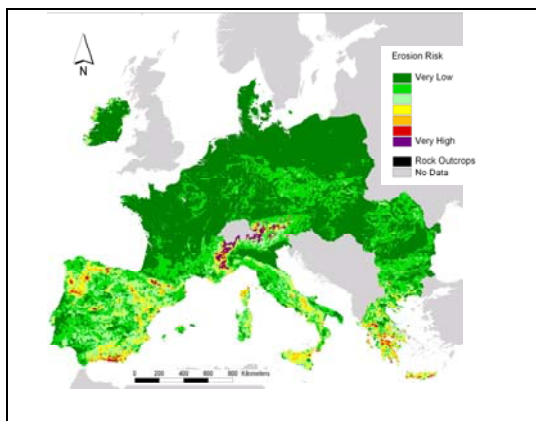 N
Erosion Risk
Very Low
Very High
Rock Outcrops
No Data
0 200 400 600 800 Kilometers